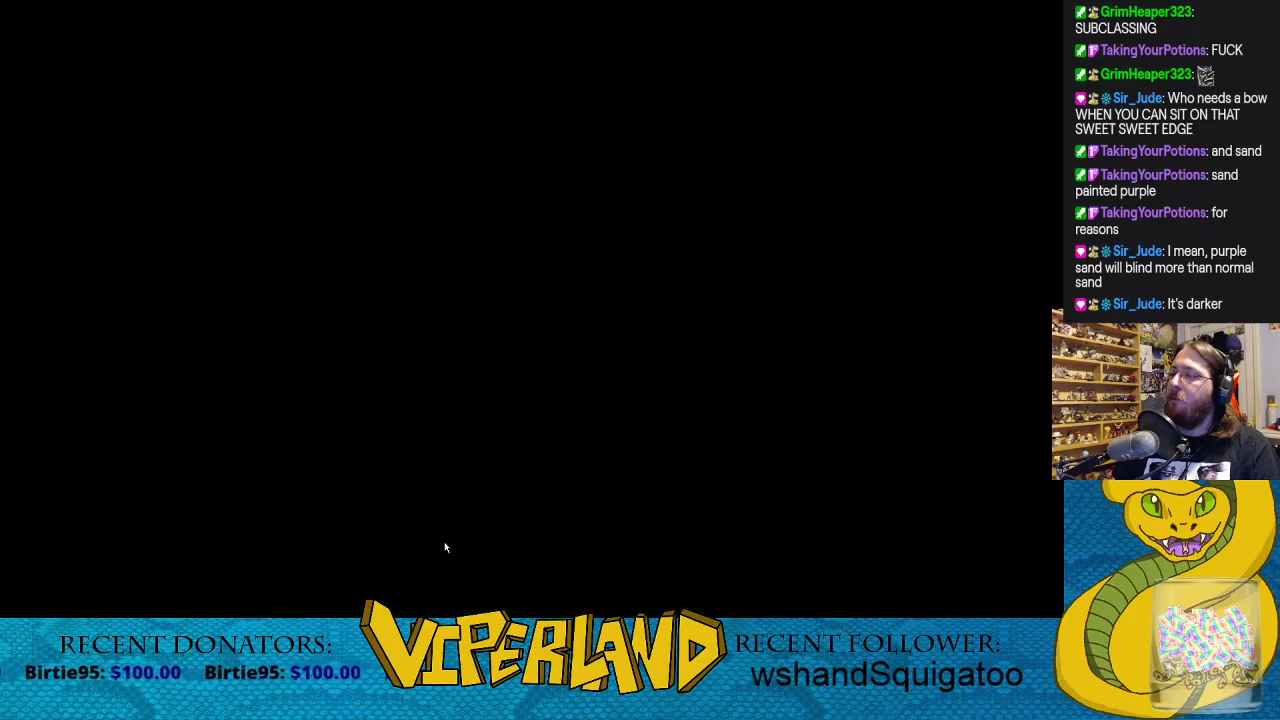 GrimHeaper323:
SUBCLASSING
TakingYourPotions: FUCK
GrimHeaper323:
Sir_Jude: Who needs a bow
WHEN YOU CAN SIT ON THAT
SWEET SWEET EDGE
TakingYourPotions: and sand
TakingYourPotions: sand
painted purple
TakingYourPotions: for
reasons
Sir_Jude: I mean, purple
sand will blind more than normal
sand
Sir_Jude: It's darker
RECENT DONATORS:
Birtie95: $100.00 Birtie95: $100.00
VIPERLAND
RECENT FOLLOWER:
wshandSquigatoo